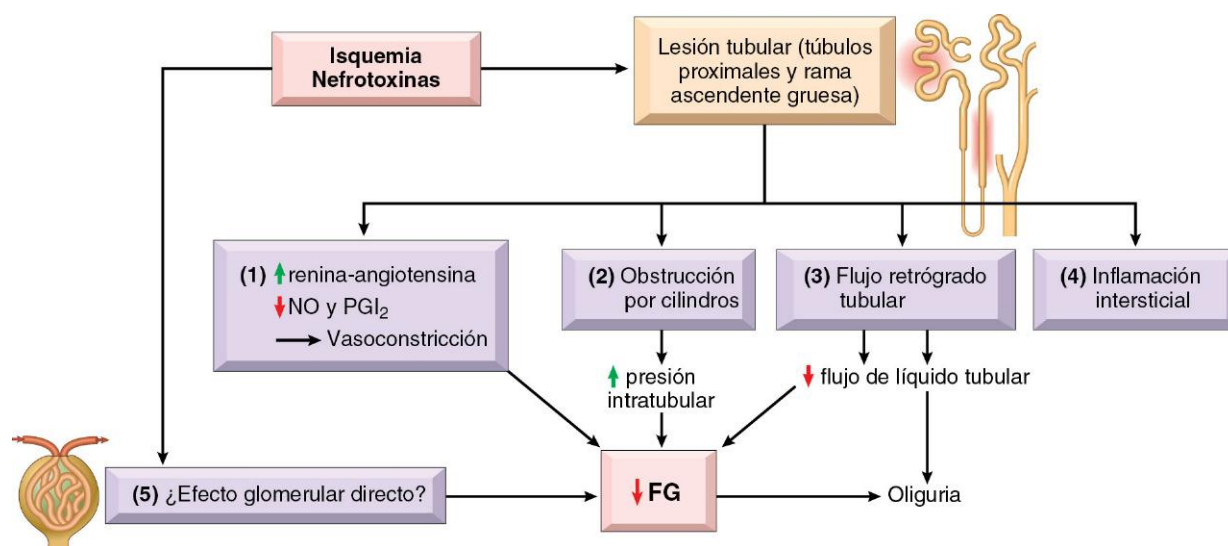 Isquemia
Nefrotoxinas
Lesión tubular (túbulos
proximales y rama
ascendente gruesa)
(1) ↑ renina-angiotensina
↓ NO y PGI₂
→ Vasoconstricción
(2) Obstrucción
por cilindros
(3) Flujo retrógrado
tubular
(4) Inflamación
intersticial
↑ presión
intratubular
↓ flujo de líquido tubular
(5) ¿Efecto glomerular directo?
↓ FG
Oliguria